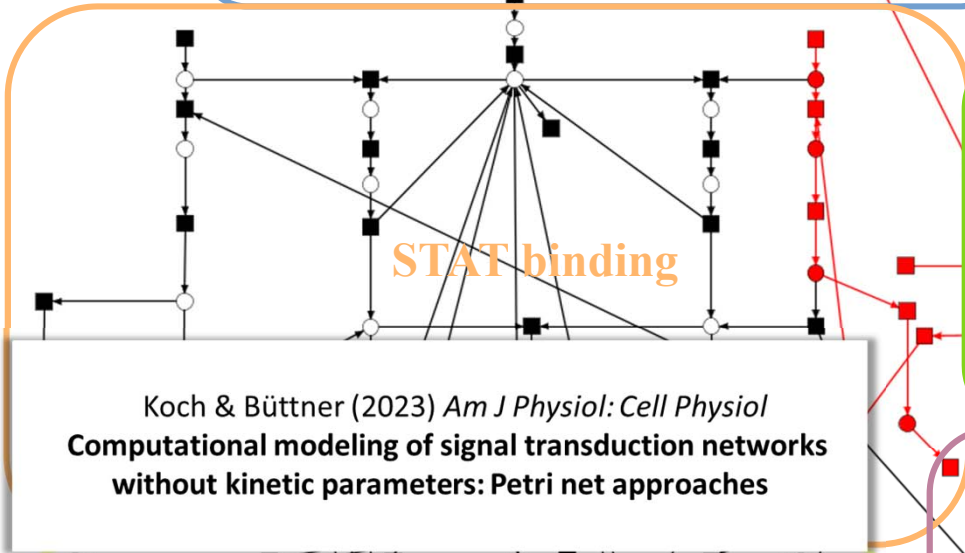 STAT binding
Koch & Büttner (2023) Am J Physiol: Cell Physiol
Computational modeling of signal transduction networks
without kinetic parameters: Petri net approaches